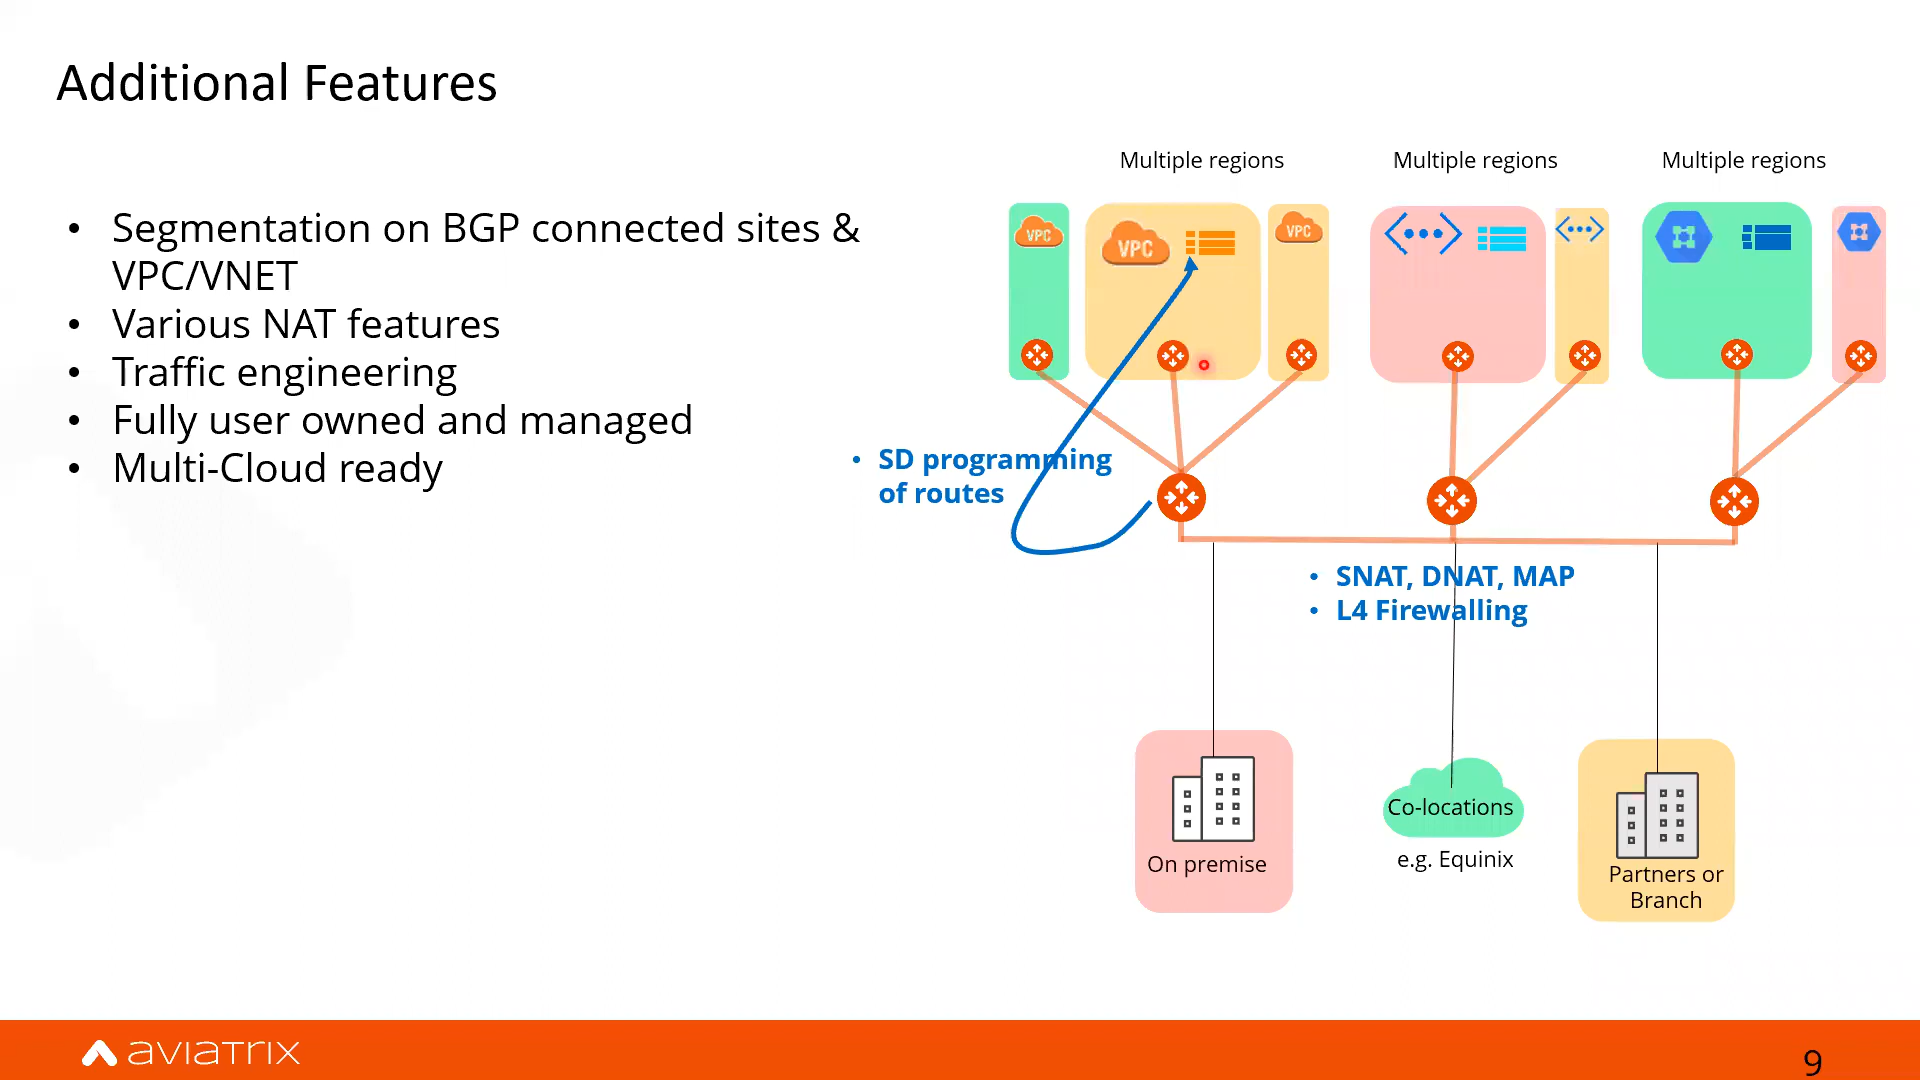 Additional Features
• Segmentation on BGP connected sites &
VPC/VNET
• Various NAT features
• Traffic engineering
• Fully user owned and managed
• Multi-Cloud ready
Multiple regions
Multiple regions
Multiple regions
VPC
VPC
VPC
• SD programming
of routes
• SNAT, DNAT, MAP
• L4 Firewalling
On premise
Co-locations
e.g. Equinix
Partners or
Branch
aviatrix
9